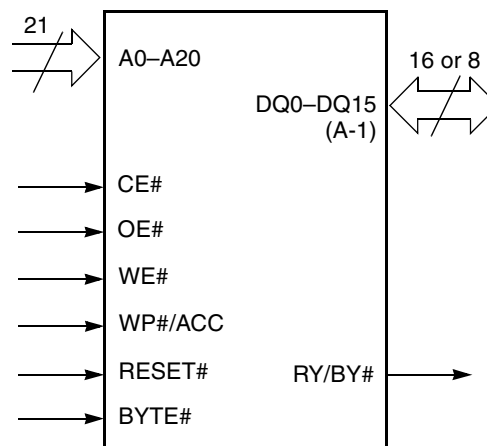 21
A0–A20
16 or 8
DQ0–DQ15
(A-1)
CE#
OE#
WE#
WP#/ACC
RESET#
RY/BY#
BYTE#